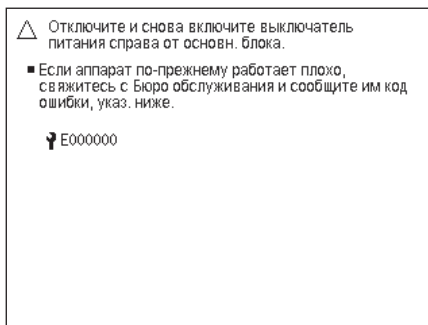 Отключите и снова включите выключатель
питания справа от основн. блока.
■ Если аппарат по-прежнему работает плохо,
свяжитесь с Бюро обслуживания и сообщите им код
ошибки, указ. ниже.
E000000